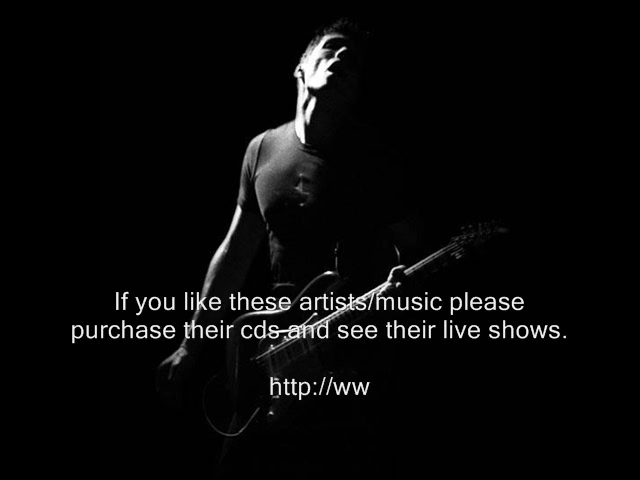 If you like these artists/music please
purchase their cds and see their live shows.
http://ww